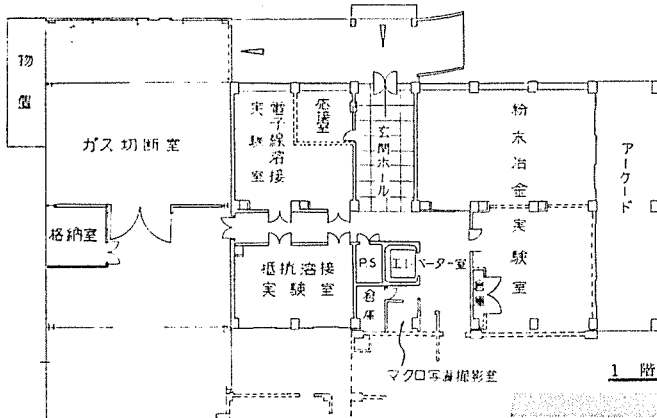 物置
ガス切断室
格納室
電子線溶接
実験室
応接室
玄関ホール
粉末冶金
実験室
アーケード
抵抗溶接
実験室
P.S
エレベーター室
倉庫
倉庫
マクロ写真撮影室
1 階